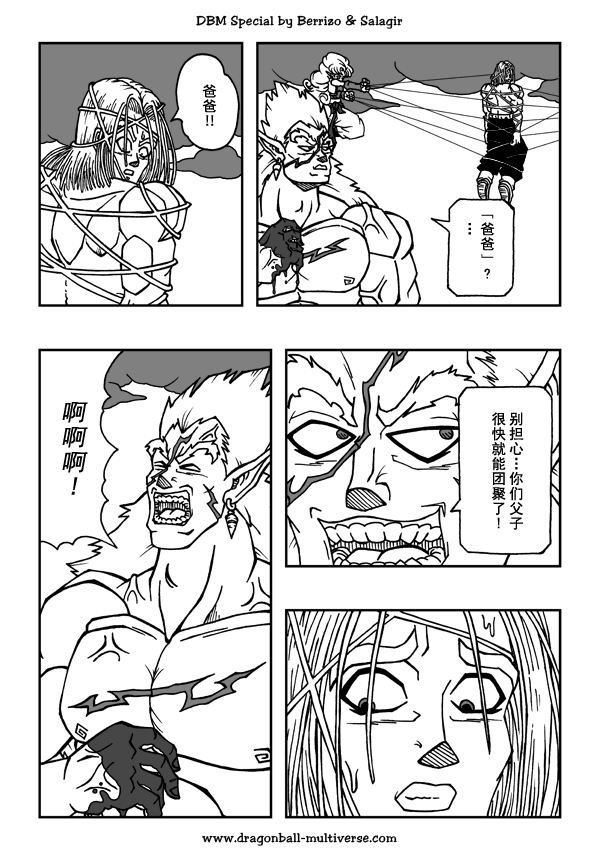 DBM Special by Berrizo & Salagir
爸爸!!
「爸爸」?
…
别担心…你们父子
很快就能团聚了!
啊啊啊!
www.dragonball-multiverse.com